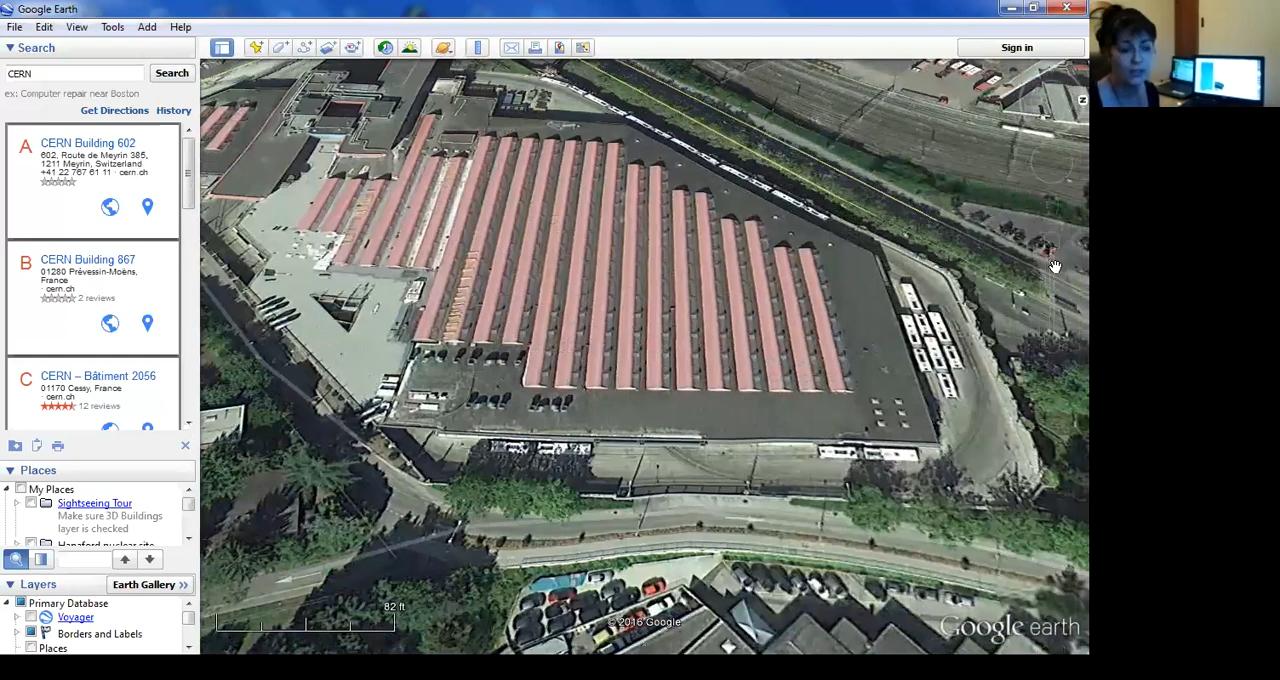 Google Earth
File Edit View Tools Add Help
Search
Sign in
CERN
Search
ex: Computer repair near Boston
Get Directions History
A CERN Building 602
602, Route de Meyrin 385,
1211 Meyrin, Switzerland
+41 22 767 61 11 · cern.ch
B CERN Building 867
01280 Prévessin-Moëns,
France
· cern.ch
2 reviews
C CERN – Bâtiment 2056
01170 Cessy, France
· cern.ch
12 reviews
Places
My Places
Sightseeing Tour
Make sure 3D Buildings
layer is checked
Hanaford nuclear site
Layers
Earth Gallery >>
Primary Database
Voyager
Borders and Labels
Places
82 ft
© 2016 Google
Google earth